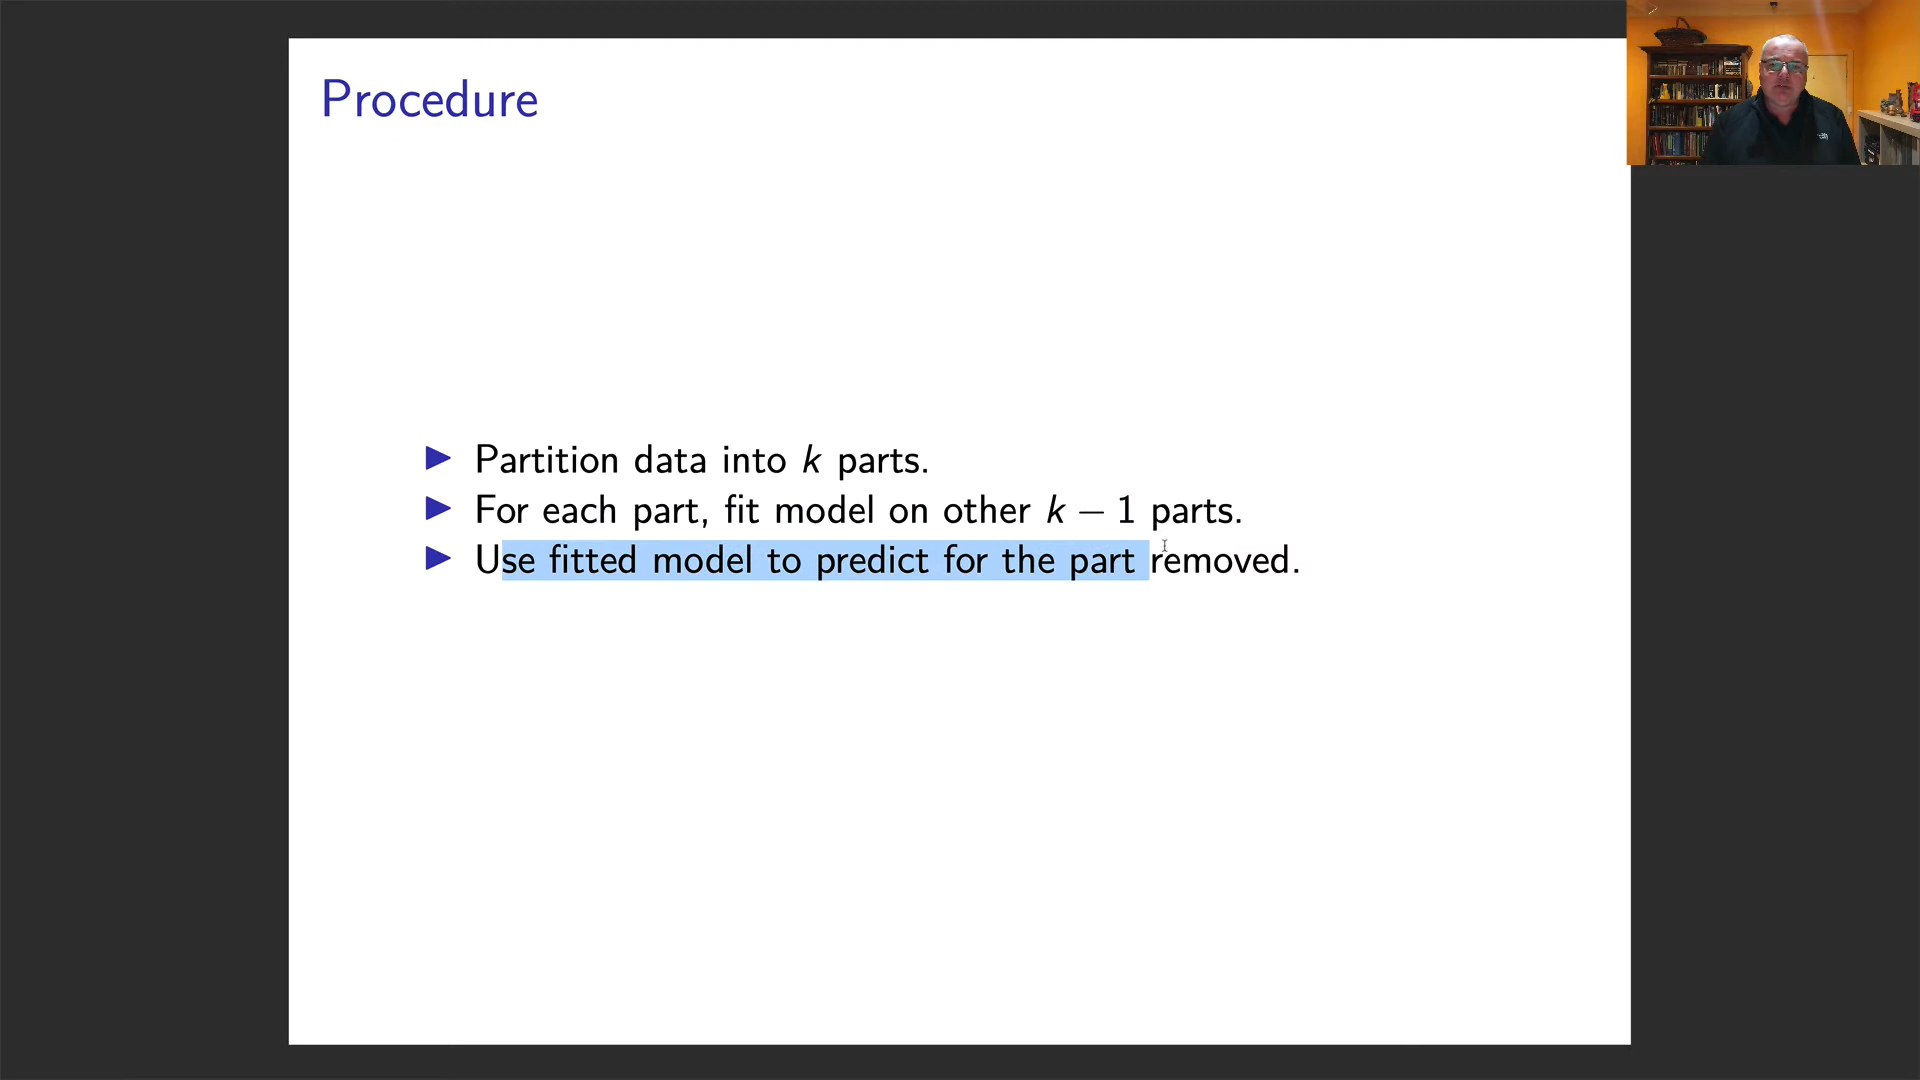 Procedure
▶ Partition data into k parts.
▶ For each part, fit model on other k − 1 parts.
▶ Use fitted model to predict for the part removed.